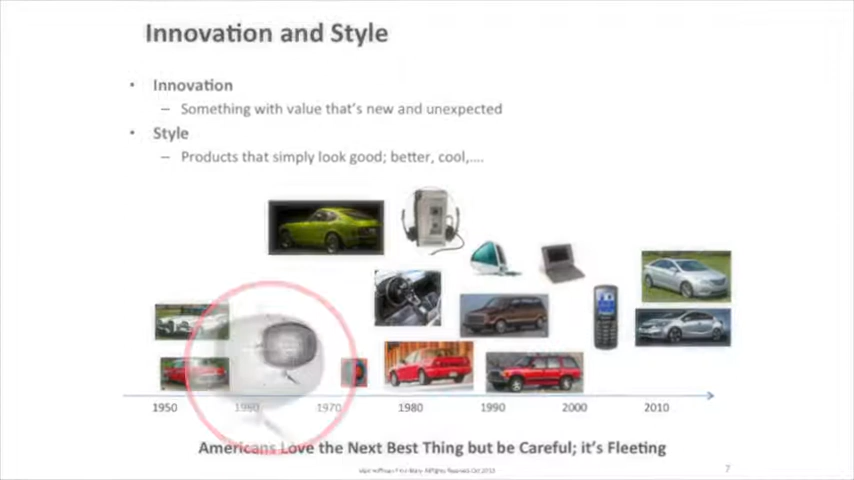 Innovation and Style
• Innovation
– Something with value that's new and unexpected
• Style
– Products that simply look good; better, cool,....
1950 1960 1970 1980 1990 2000 2010
Americans Love the Next Best Thing but be Careful; it's Fleeting
7